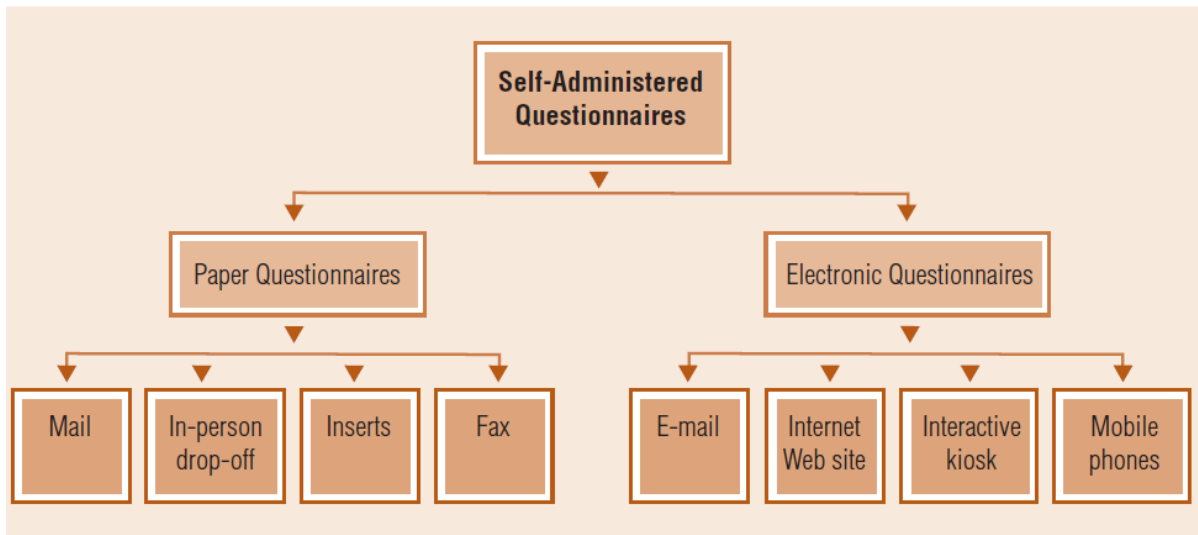 Self-Administered
Questionnaires
Paper Questionnaires
Electronic Questionnaires
Mail
In-person
drop-off
Inserts
Fax
E-mail
Internet
Web site
Interactive
kiosk
Mobile
phones